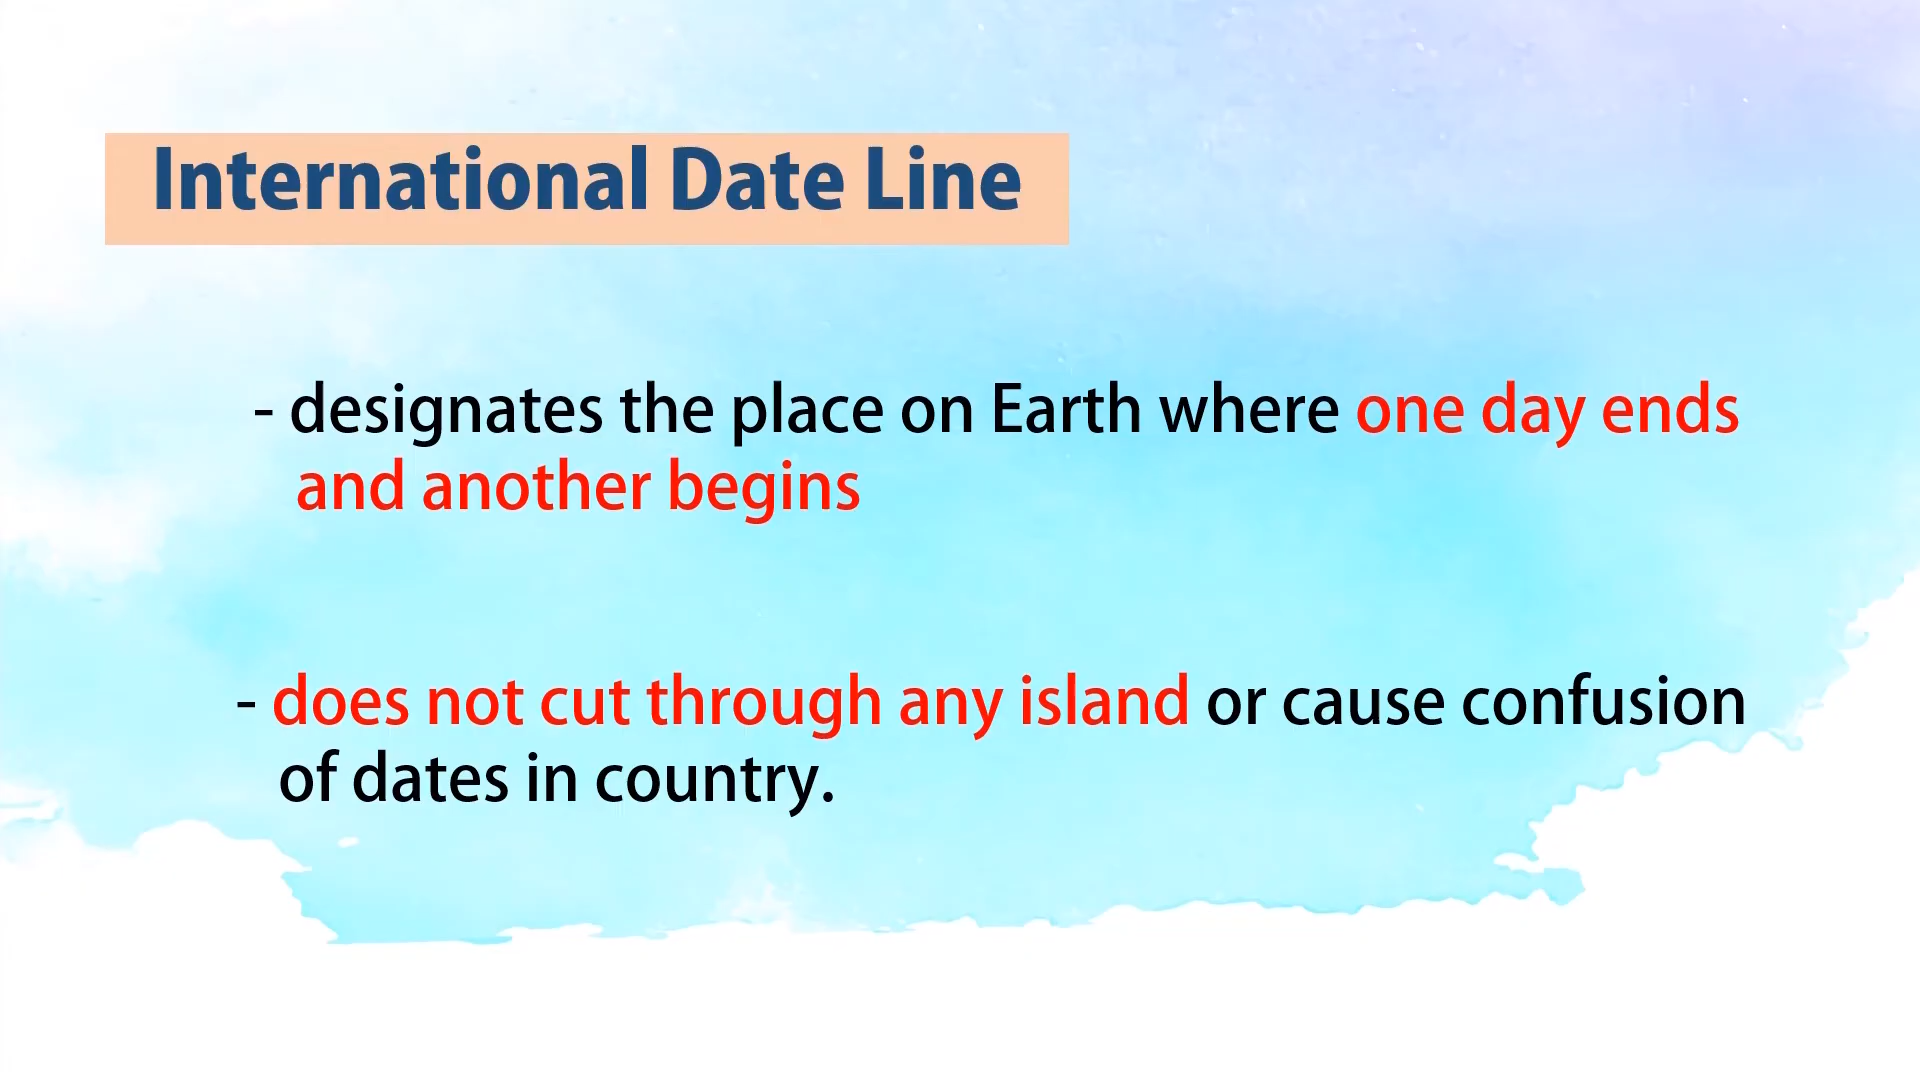 International Date Line
- designates the place on Earth where one day ends
and another begins
- does not cut through any island or cause confusion
of dates in country.